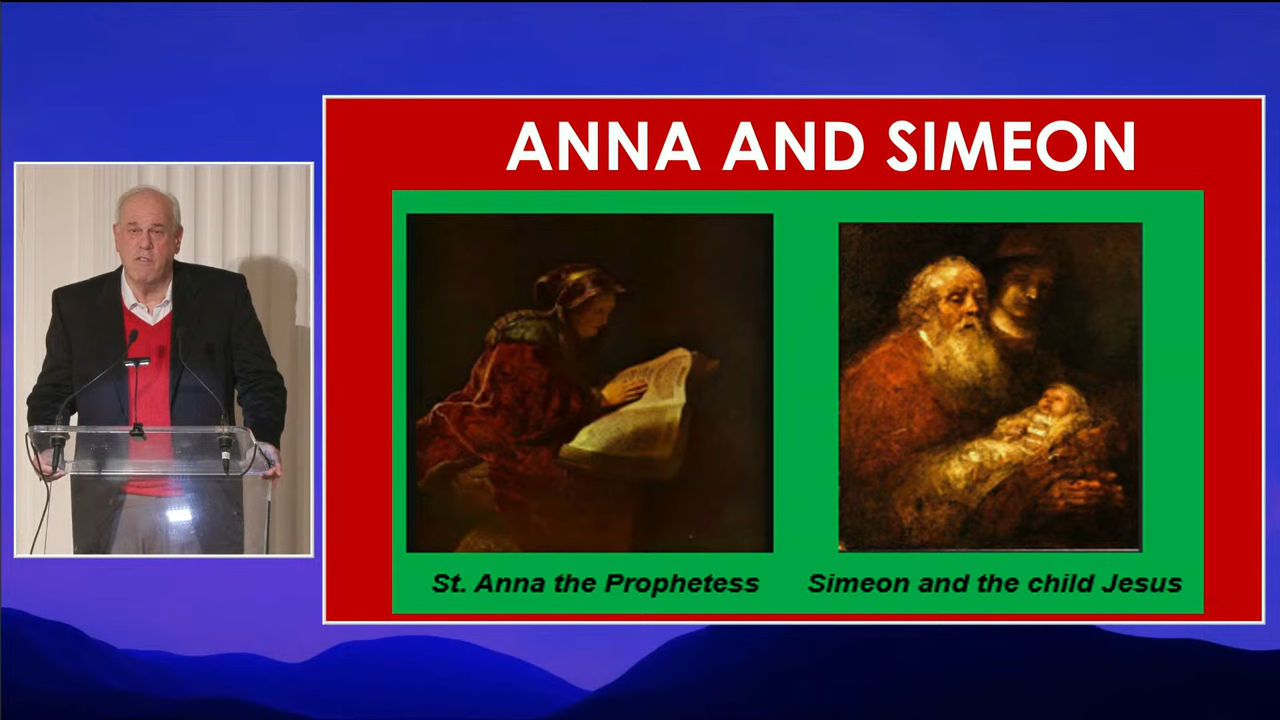 ANNA AND SIMEON
St. Anna the Prophetess
Simeon and the child Jesus